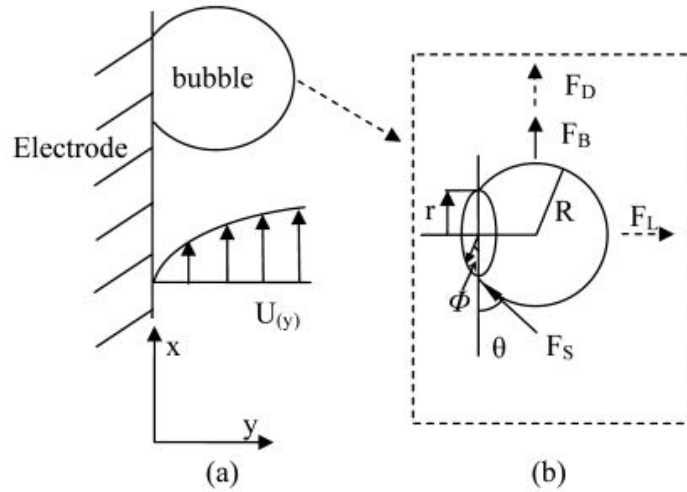 bubble
Electrode
U(y)
x
y
(a)
F_D
F_B
r
R
F_L
Φ
θ
F_S
(b)